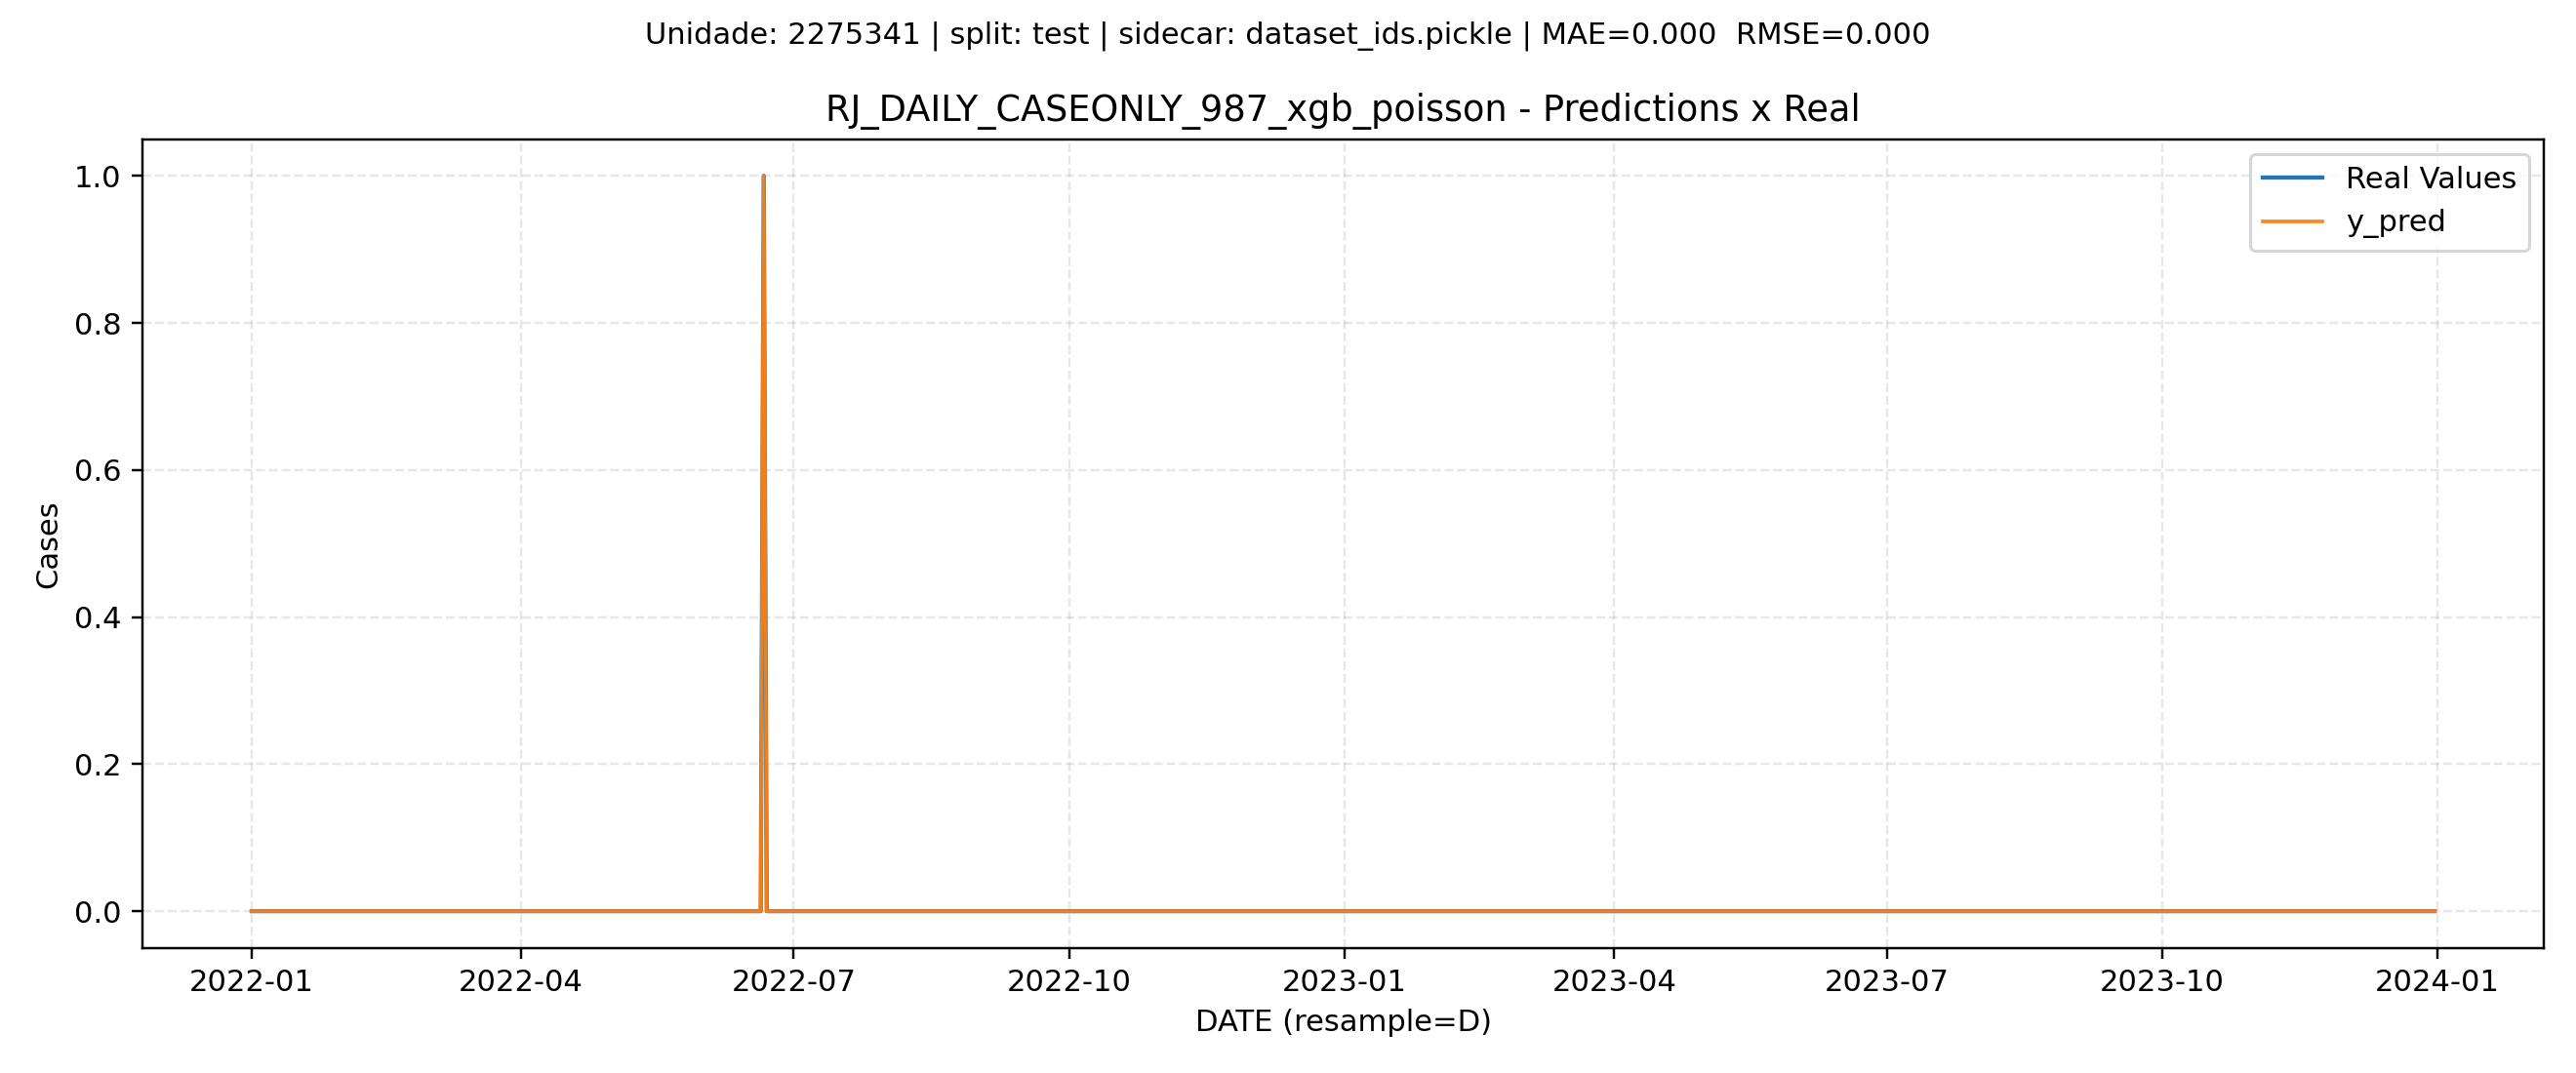 Unidade: 2275341 | split: test | sidecar: dataset_ids.pickle | MAE=0.000  RMSE=0.000
RJ_DAILY_CASEONLY_987_xgb_poisson - Predictions x Real
Real Values
y_pred
1.0
0.8
0.6
0.4
0.2
0.0
Cases
2022-01 2022-04 2022-07 2022-10 2023-01 2023-04 2023-07 2023-10 2024-01
DATE (resample=D)